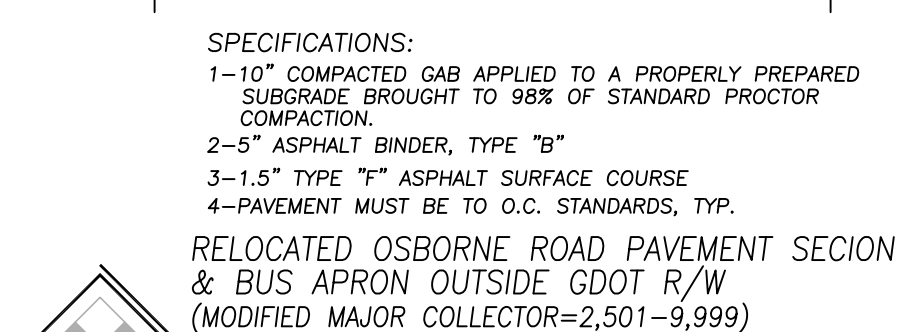 SPECIFICATIONS:
1-10" COMPACTED GAB APPLIED TO A PROPERLY PREPARED
SUBGRADE BROUGHT TO 98% OF STANDARD PROCTOR
COMPACTION.
2-5" ASPHALT BINDER, TYPE "B"
3-1.5" TYPE "F" ASPHALT SURFACE COURSE
4-PAVEMENT MUST BE TO O.C. STANDARDS, TYP.
RELOCATED OSBORNE ROAD PAVEMENT SECION
& BUS APRON OUTSIDE GDOT R/W
(MODIFIED MAJOR COLLECTOR=2,501-9,999)